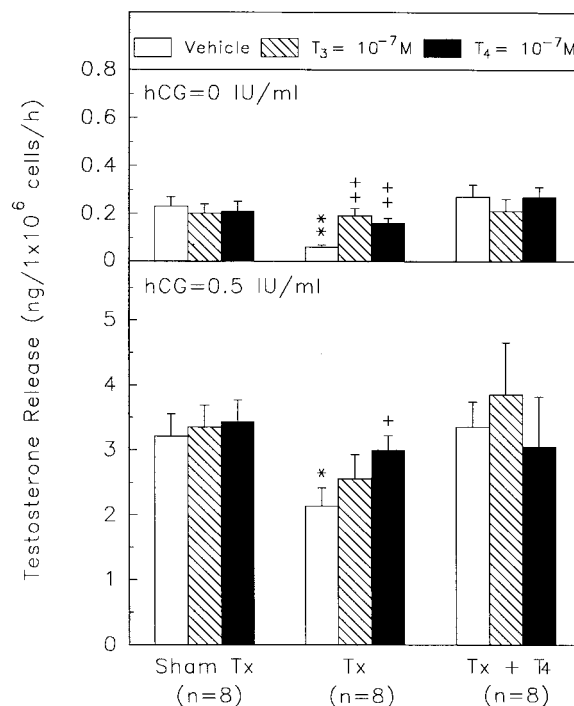 Vehicle T₃= 10⁻⁷M T₄= 10⁻⁷M
0.8
hCG=0 IU/ml
0.6
0.4
0.2
0
** ++ ++
hCG=0.5 IU/ml
5
4
3
2
1
0
* +
Testosterone Release (ng/1x10⁶ cells/h)
Sham Tx Tx Tx + T4
(n=8) (n=8) (n=8)